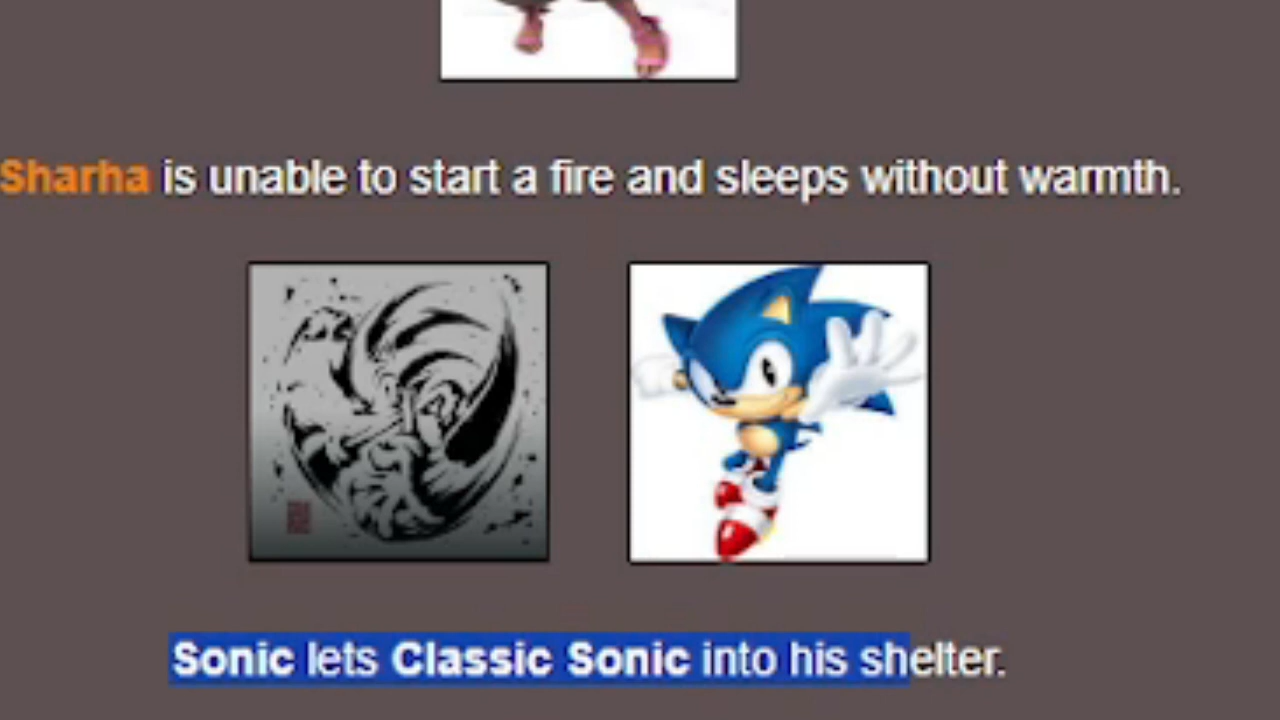 Sharha is unable to start a fire and sleeps without warmth.
Sonic lets Classic Sonic into his shelter.